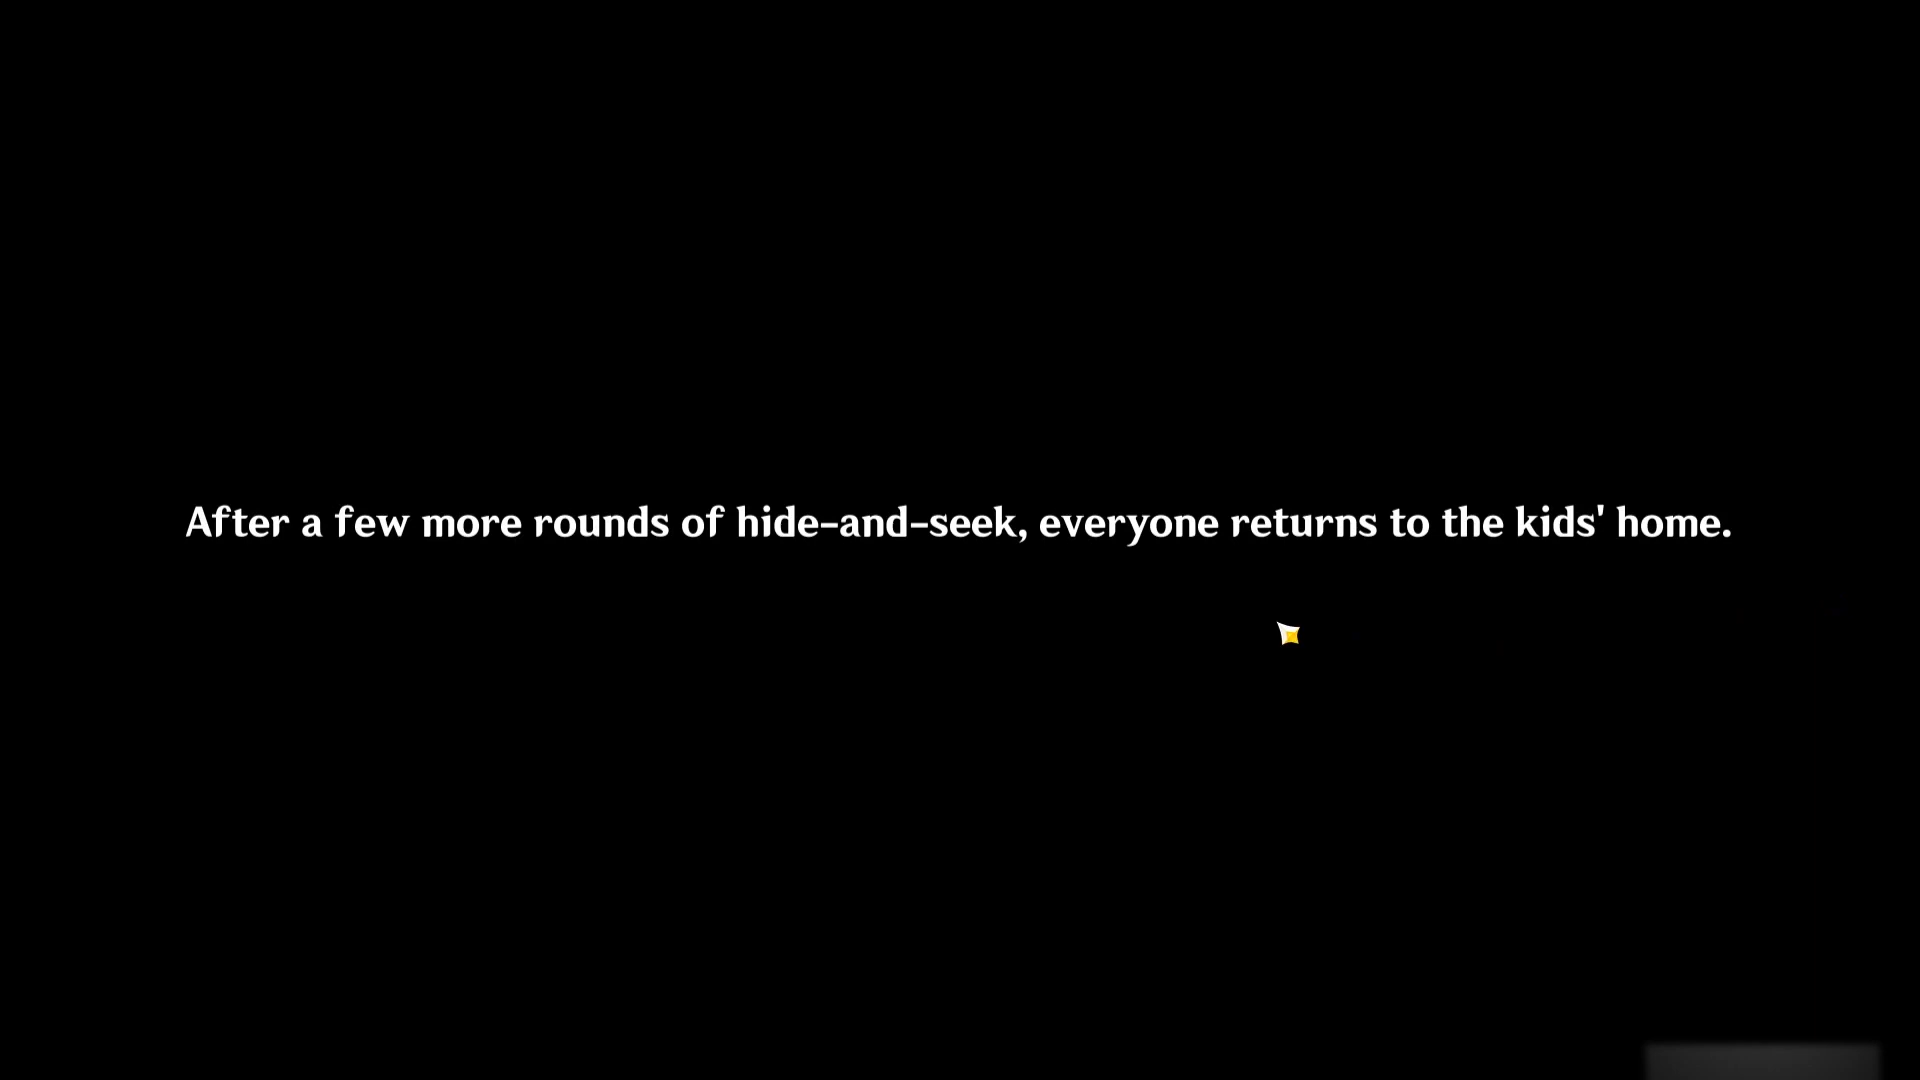 After a few more rounds of hide-and-seek, everyone returns to the kids' home.